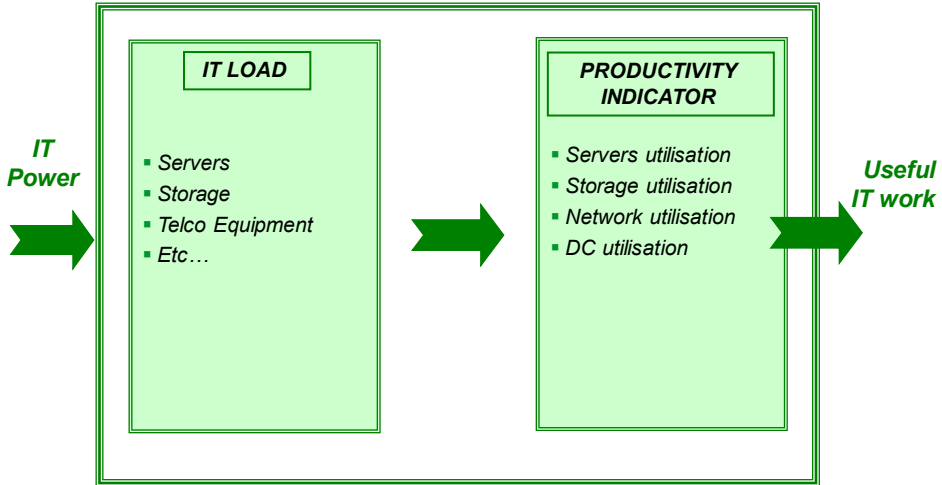 IT
Power
IT LOAD
▪ Servers
▪ Storage
▪ Telco Equipment
▪ Etc…
PRODUCTIVITY
INDICATOR
▪ Servers utilisation
▪ Storage utilisation
▪ Network utilisation
▪ DC utilisation
Useful
IT work